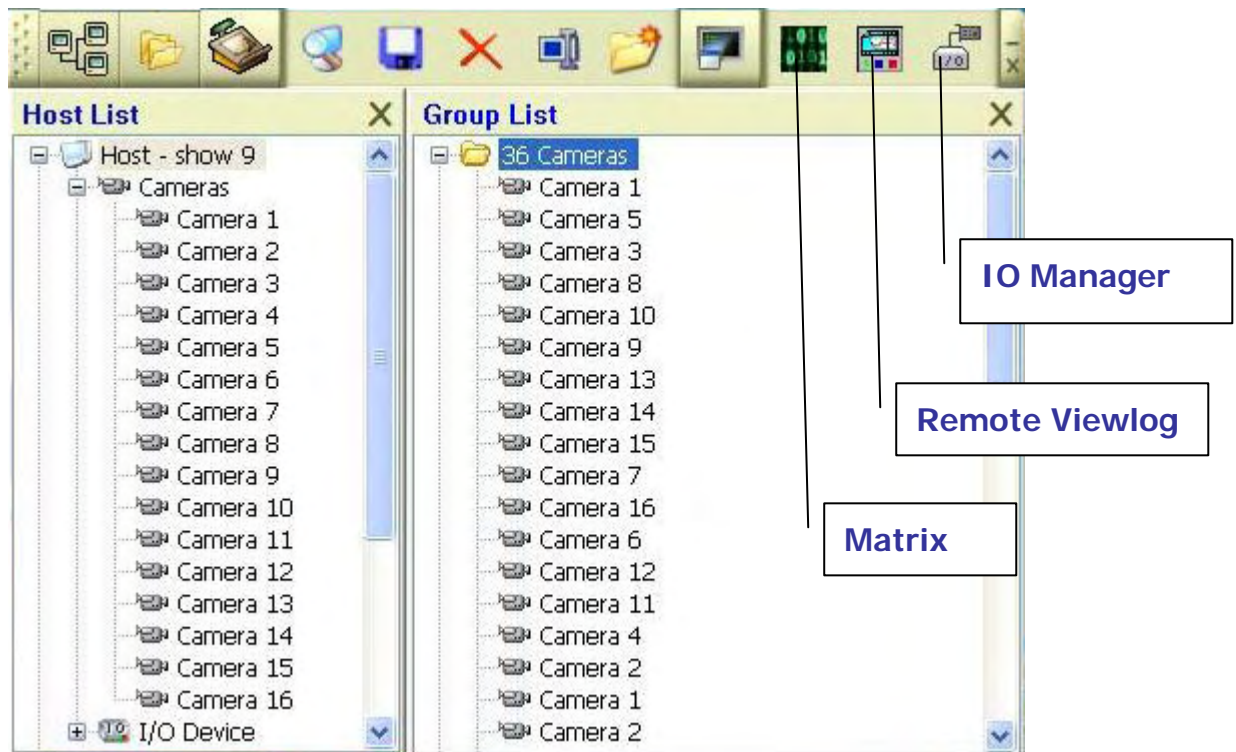 Host List
Host - show 9
Cameras
Camera 1
Camera 2
Camera 3
Camera 4
Camera 5
Camera 6
Camera 7
Camera 8
Camera 9
Camera 10
Camera 11
Camera 12
Camera 13
Camera 14
Camera 15
Camera 16
I/O Device
Group List
36 Cameras
Camera 1
Camera 5
Camera 3
Camera 8
Camera 10
Camera 9
Camera 13
Camera 14
Camera 15
Camera 7
Camera 16
Camera 6
Camera 12
Camera 11
Camera 4
Camera 2
Camera 1
Camera 2
IO Manager
Remote Viewlog
Matrix